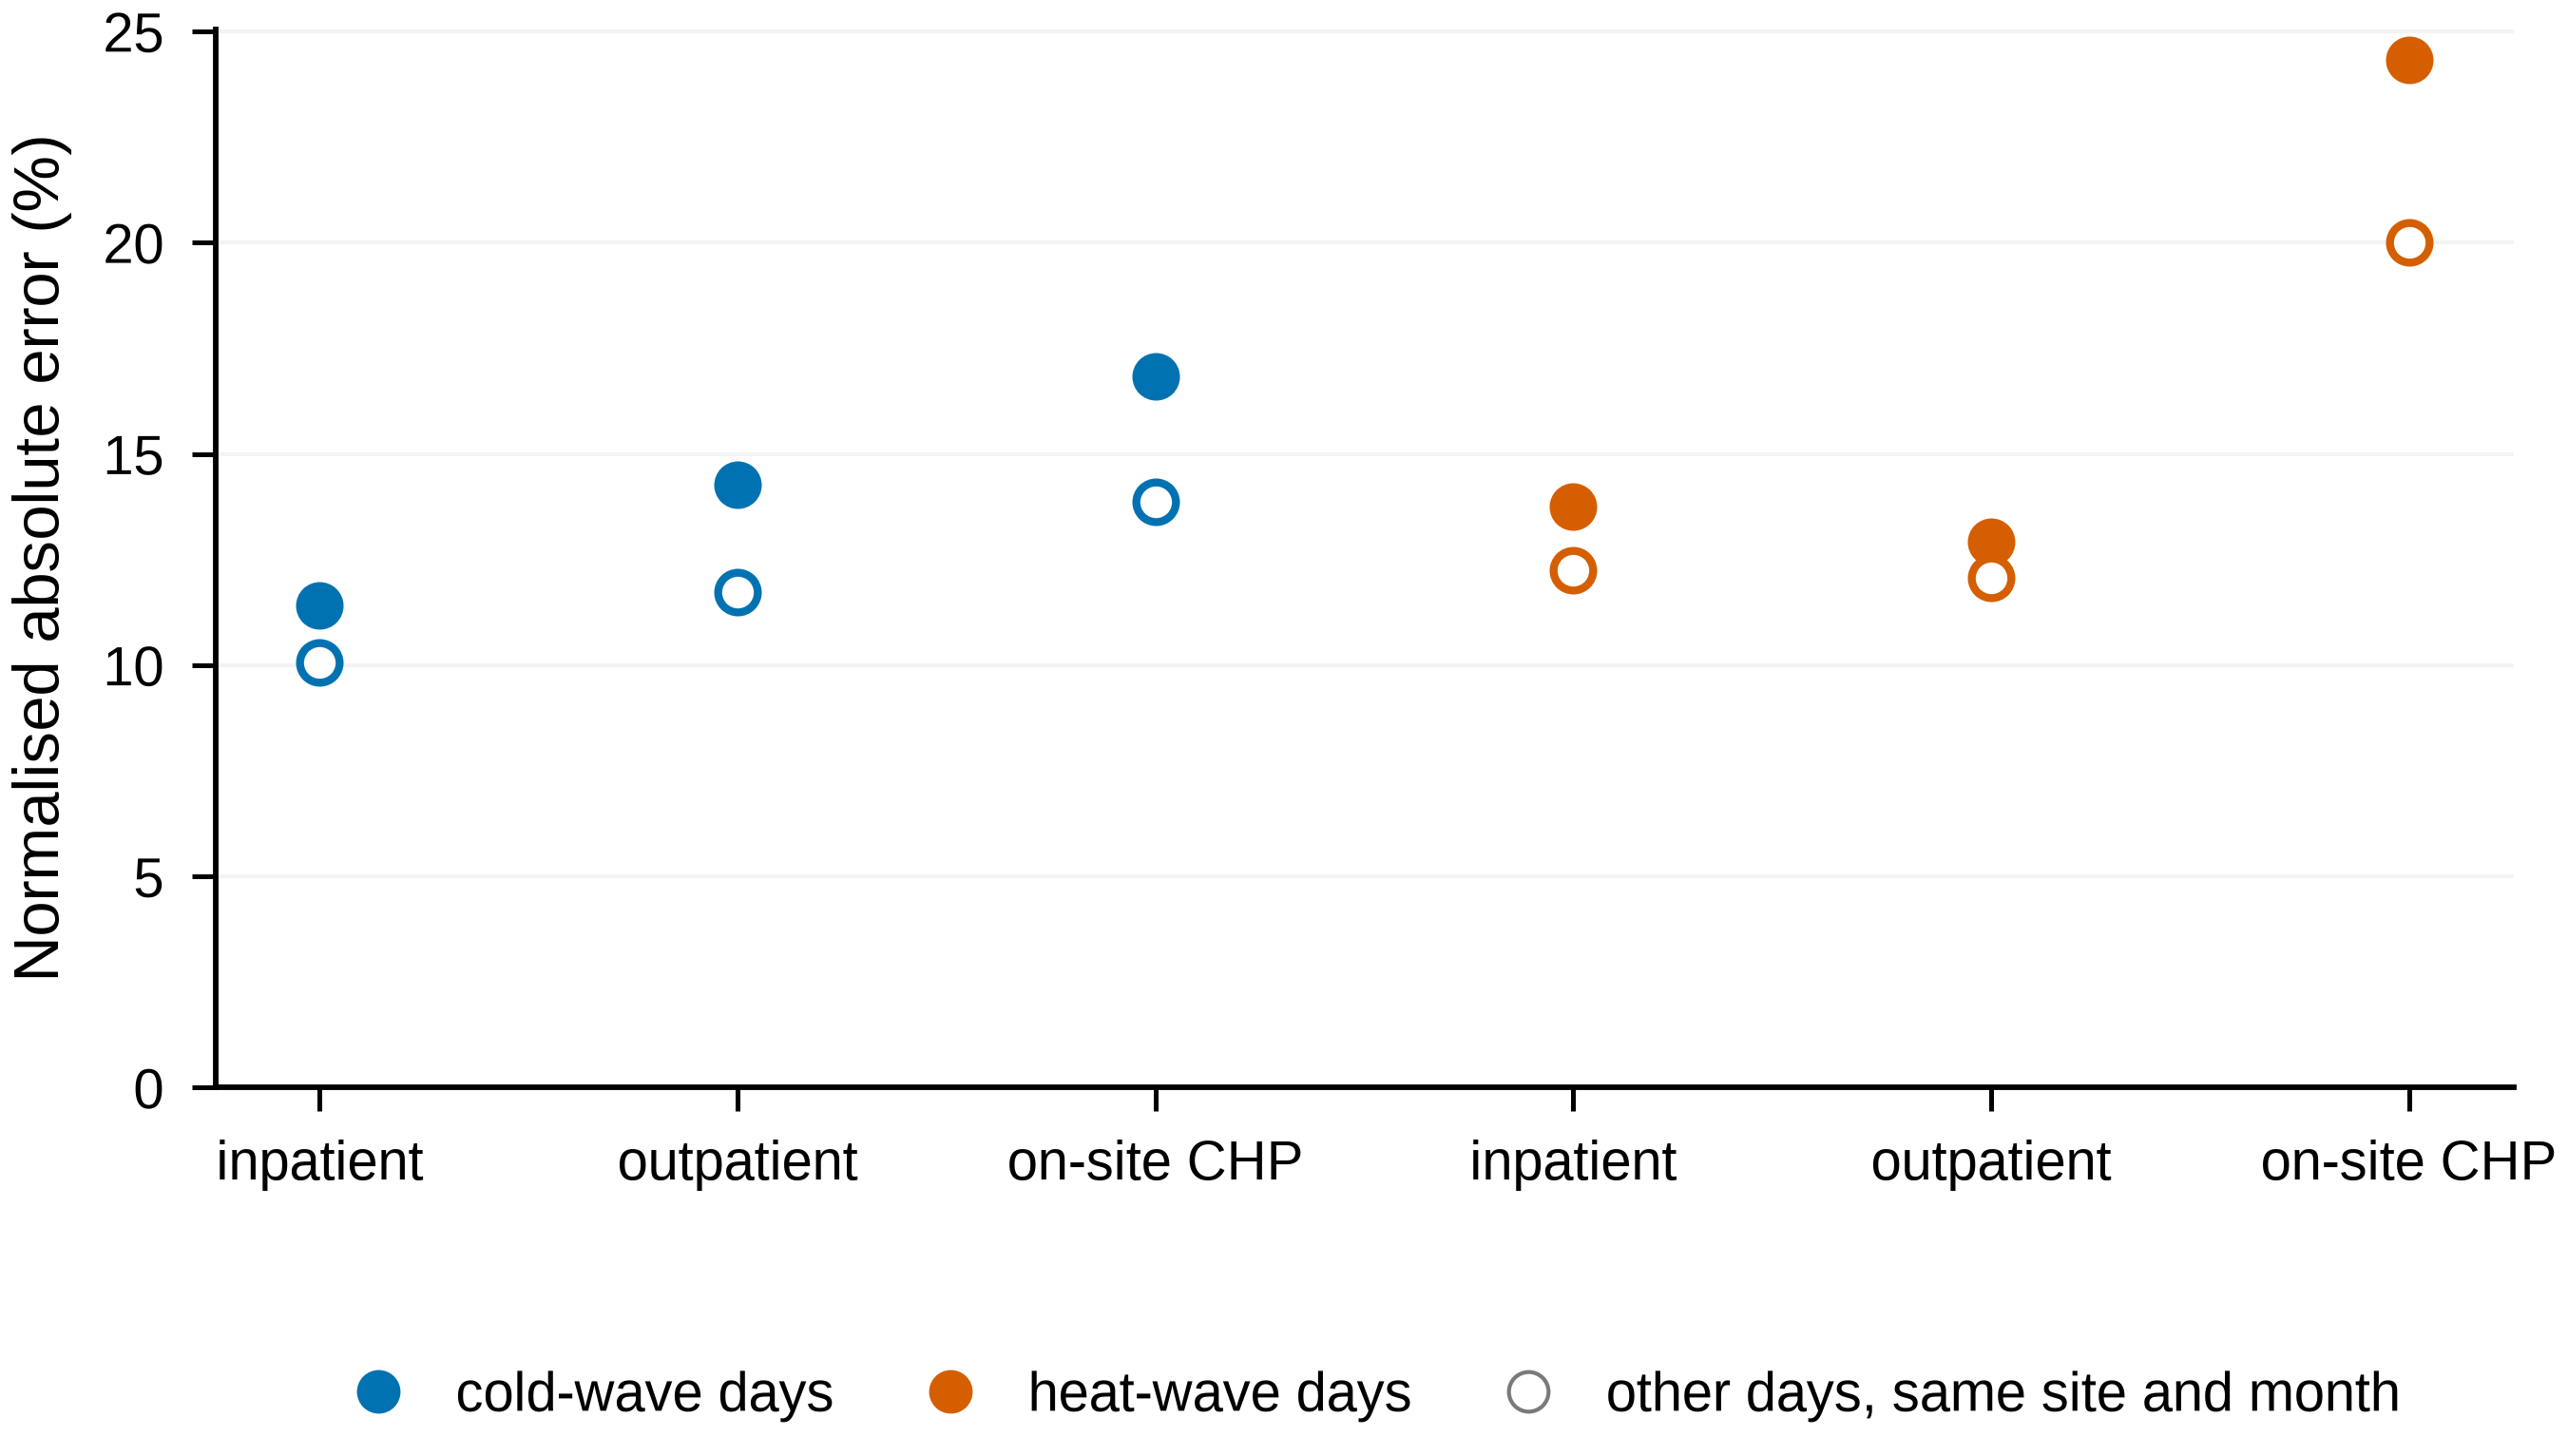 Normalised absolute error (%)
25
20
15
10
5
0
inpatient outpatient on-site CHP inpatient outpatient on-site CHP
cold-wave days heat-wave days other days, same site and month